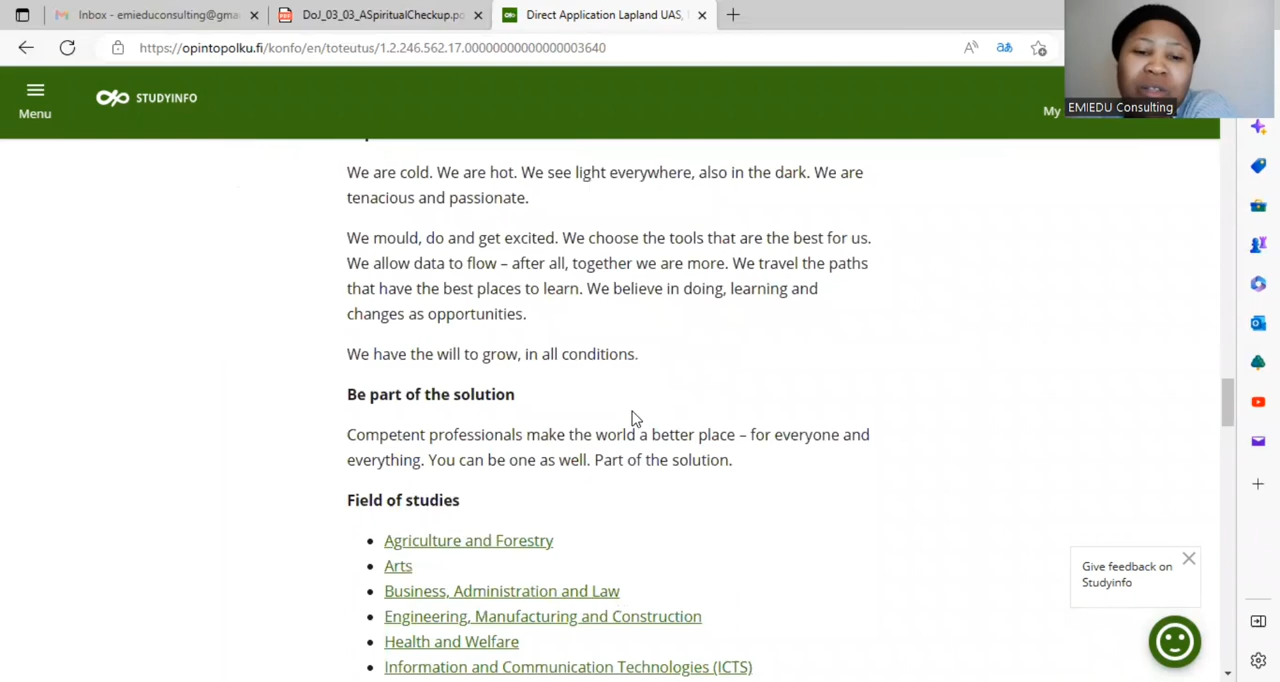 Inbox - emieduconsulting@gma
DoJ_03_03_ASpiritualCheckup.po
Direct Application Lapland UAS,
https://opintopolku.fi/konfo/en/toteutus/1.2.246.562.17.00000000000000003640
EMIEDU Consulting
Menu
STUDYINFO
My
We are cold. We are hot. We see light everywhere, also in the dark. We are
tenacious and passionate.
We mould, do and get excited. We choose the tools that are the best for us.
We allow data to flow – after all, together we are more. We travel the paths
that have the best places to learn. We believe in doing, learning and
changes as opportunities.
We have the will to grow, in all conditions.
Be part of the solution
Competent professionals make the world a better place – for everyone and
everything. You can be one as well. Part of the solution.
Field of studies
Agriculture and Forestry
Arts
Business, Administration and Law
Engineering, Manufacturing and Construction
Health and Welfare
Information and Communication Technologies (ICTS)
Give feedback on
Studyinfo